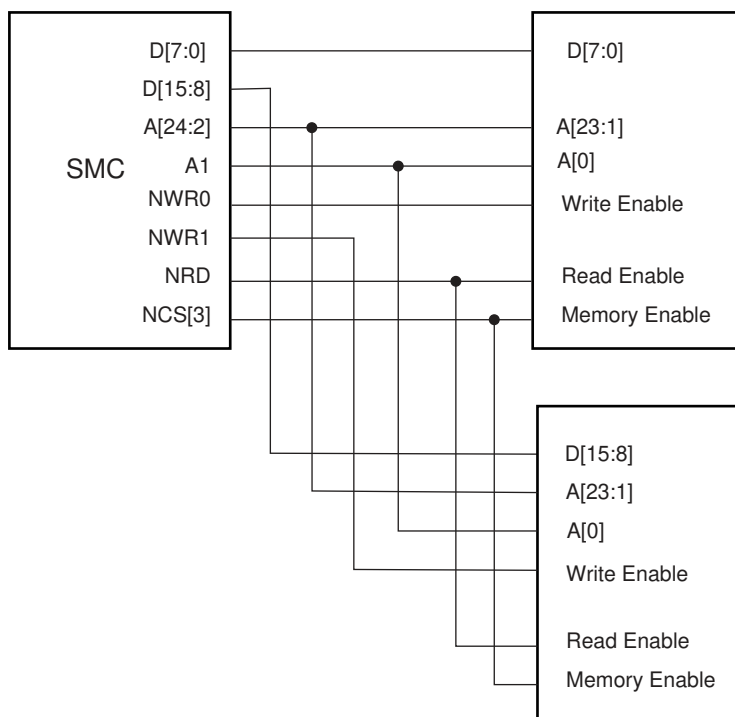 D[7:0]
D[7:0]
D[15:8]
A[24:2]
A[23:1]
SMC
A1
A[0]
NWR0
Write Enable
NWR1
NRD
Read Enable
NCS[3]
Memory Enable
D[15:8]
A[23:1]
A[0]
Write Enable
Read Enable
Memory Enable